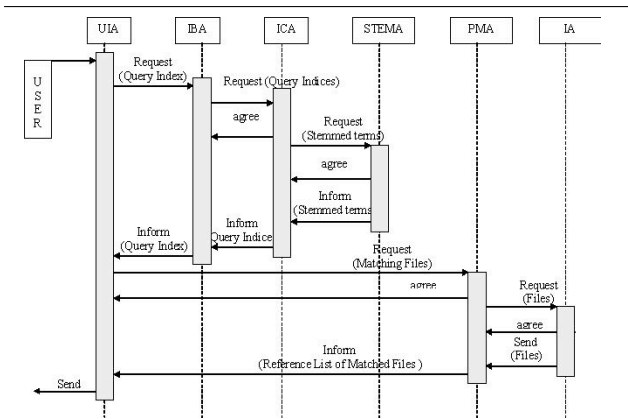 UIA
IBA
ICA
STEMA
PMA
IA
USER
Request
(Query Index)
Request (Query Indices)
agree
Request
(Stemmed terms)
agree
Inform
(Stemmed terms
Inform
Query Indice
Inform
(Query Index)
Request
(Matching Files)
agree
Request
(Files)
agree
Send
(Files)
Inform
(Reference List of Matched Files )
Send